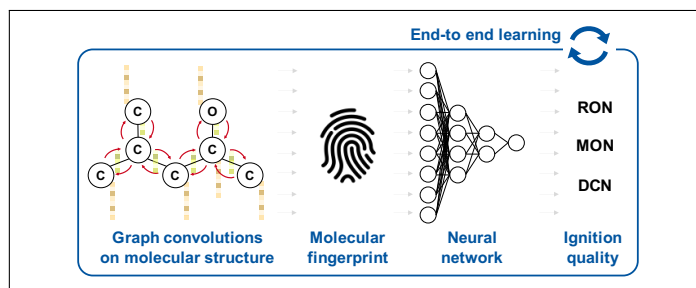 End-to end learning
C
O
C
C
C
C
C
RON
MON
DCN
Graph convolutions
on molecular structure
Molecular
fingerprint
Neural
network
Ignition
quality